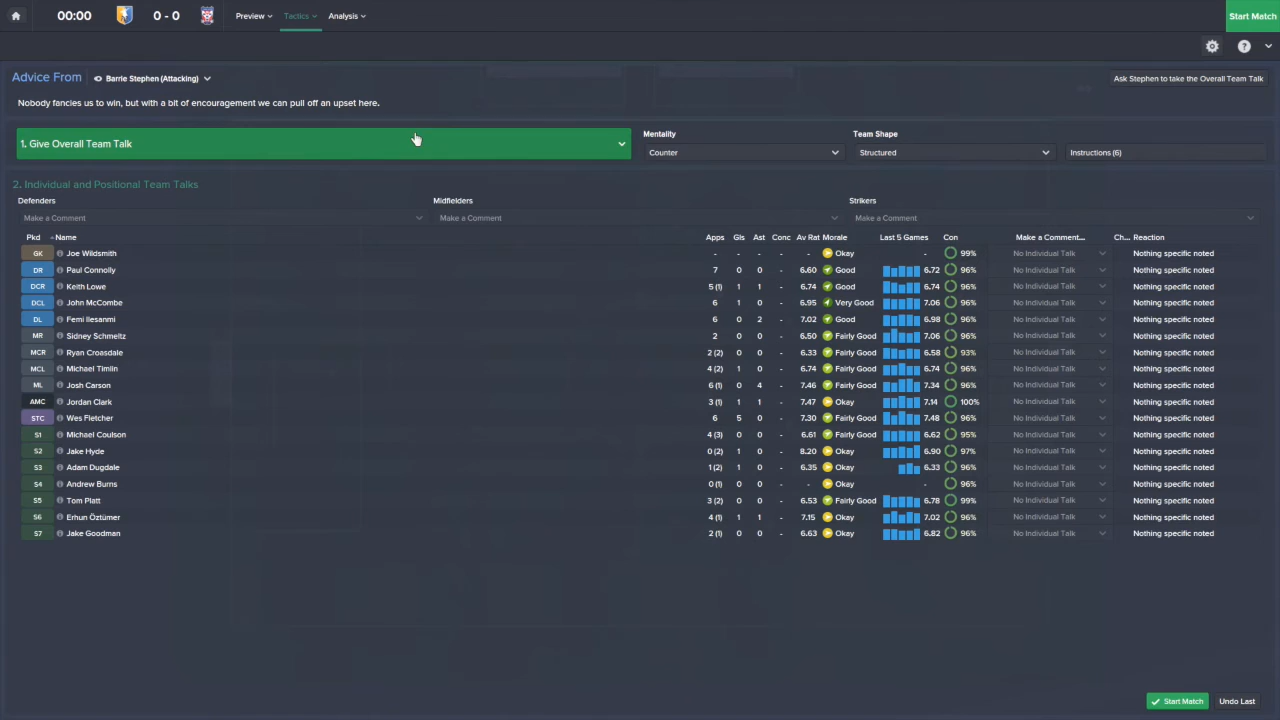 00:00 0 - 0 Preview Tactics Analysis Start Match
Advice From Barrie Stephen (Attacking) Ask Stephen to take the Overall Team Talk
Nobody fancies us to win, but with a bit of encouragement we can pull off an upset here.
1. Give Overall Team Talk
Mentality Team Shape
Counter Structured Instructions (6)
2. Individual and Positional Team Talks
Defenders Midfielders Strikers
Make a Comment Make a Comment Make a Comment
Pkd Name Apps Gls Ast Conc Av Rat Morale Last 5 Games Con Make a Comment... Ch... Reaction
GK Joe Wildsmith - - - - - Okay - 99% No Individual Talk Nothing specific noted
DR Paul Connolly 7 0 0 - 6.60 Good 6.72 96% No Individual Talk Nothing specific noted
DCR Keith Lowe 5 (1) 1 1 - 6.74 Good 6.74 96% No Individual Talk Nothing specific noted
DCL John McCombe 6 1 0 - 6.95 Very Good 7.06 96% No Individual Talk Nothing specific noted
DL Femi Ilesanmi 6 0 2 - 7.02 Good 6.98 96% No Individual Talk Nothing specific noted
MR Sidney Schmeltz 2 0 0 - 6.50 Fairly Good 7.06 96% No Individual Talk Nothing specific noted
MCR Ryan Croasdale 2 (2) 0 0 - 6.33 Fairly Good 6.58 93% No Individual Talk Nothing specific noted
MCL Michael Timlin 4 (2) 1 0 - 6.74 Fairly Good 6.74 96% No Individual Talk Nothing specific noted
ML Josh Carson 6 (1) 0 4 - 7.46 Fairly Good 7.34 96% No Individual Talk Nothing specific noted
AMC Jordan Clark 3 (1) 1 1 - 7.47 Okay 7.14 100% No Individual Talk Nothing specific noted
STC Wes Fletcher 6 5 0 - 7.30 Fairly Good 7.48 96% No Individual Talk Nothing specific noted
S1 Michael Coulson 4 (3) 0 0 - 6.61 Fairly Good 6.62 95% No Individual Talk Nothing specific noted
S2 Jake Hyde 0 (2) 1 0 - 8.20 Okay 6.90 97% No Individual Talk Nothing specific noted
S3 Adam Dugdale 1 (2) 1 0 - 6.35 Okay 6.33 96% No Individual Talk Nothing specific noted
S4 Andrew Burns 0 (1) 0 0 - - Okay - 96% No Individual Talk Nothing specific noted
S5 Tom Platt 3 (2) 0 0 - 6.53 Fairly Good 6.78 99% No Individual Talk Nothing specific noted
S6 Erhun Öztümer 4 (1) 1 1 - 7.15 Okay 7.02 96% No Individual Talk Nothing specific noted
S7 Jake Goodman 2 (1) 0 0 - 6.63 Okay 6.82 96% No Individual Talk Nothing specific noted
Start Match Undo Last